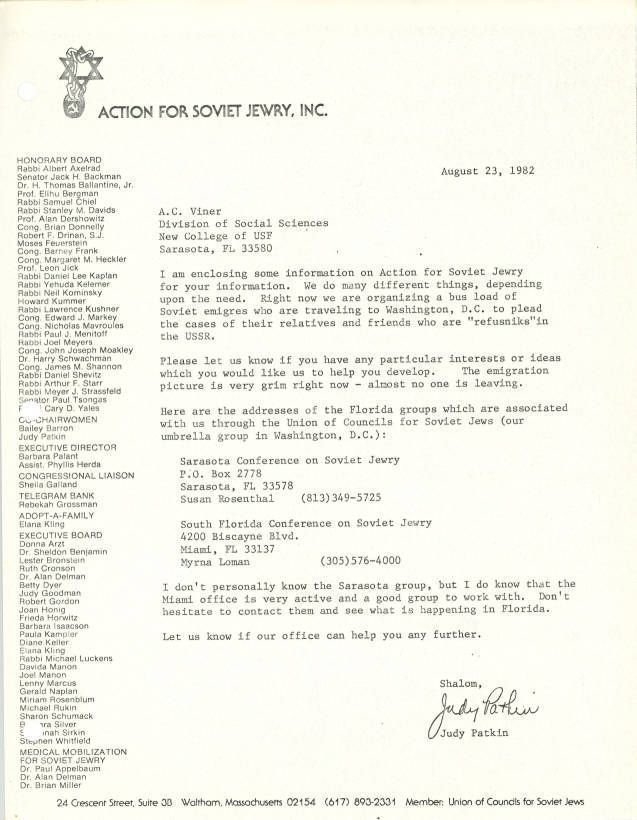 ACTION FOR SOVIET JEWRY, INC.
HONORARY BOARD
Rabbi Albert Axelrad
Senator Jack H. Backman
Dr. H. Thomas Ballantine, Jr.
Prof. Elihu Bergman
Rabbi Samuel Chiel
Rabbi Stanley M. Davids
Prof. Alan Dershowitz
Cong. Brian Donnelly
Robert F. Drinan, S.J.
Moses Feuerstein
Cong. Barney Frank
Cong. Margaret M. Heckler
Prof. Leon Jick
Rabbi Daniel Lee Kaplan
Rabbi Yehuda Kelemer
Rabbi Neil Kominsky
Howard Kummer
Rabbi Lawrence Kushner
Cong. Edward J. Markey
Cong. Nicholas Mavroules
Rabbi Paul J. Menitoff
Rabbi Joel Meyers
Cong. John Joseph Moakley
Dr. Harry Schwachman
Cong. James M. Shannon
Rabbi Daniel Shevitz
Rabbi Arthur F. Starr
Rabbi Meyer J. Strassfeld
Senator Paul Tsongas
Cary D. Yales
CO-CHAIRWOMEN
Bailey Barron
Judy Patkin
EXECUTIVE DIRECTOR
Barbara Palant
Assist. Phyllis Herda
CONGRESSIONAL LIAISON
Sheila Galland
TELEGRAM BANK
Rebekah Grossman
ADOPT-A-FAMILY
Elana Kling
EXECUTIVE BOARD
Donna Arzt
Dr. Sheldon Benjamin
Lester Bronstein
Ruth Cronson
Dr. Alan Delman
Betty Dyer
Judy Goodman
Robert Gordon
Joan Honig
Frieda Horwitz
Barbara Isaacson
Paula Kampler
Diane Keller
Elana Kling
Rabbi Michael Luckens
Davida Manon
Joel Manon
Lenny Marcus
Gerald Naplan
Miriam Rosenblum
Michael Rukin
Sharon Schumack
Silver
Sirkin
Stephen Whitfield
MEDICAL MOBILIZATION
FOR SOVIET JEWRY
Dr. Paul Appelbaum
Dr. Alan Delman
Dr. Brian Miller
August 23, 1982
A.C. Viner
Division of Social Sciences
New College of USF
Sarasota, FL 33580
I am enclosing some information on Action for Soviet Jewry
for your information. We do many different things, depending
upon the need. Right now we are organizing a bus load of
Soviet emigres who are traveling to Washington, D.C. to plead
the cases of their relatives and friends who are "refusniks"in
the USSR.
Please let us know if you have any particular interests or ideas
which you would like us to help you develop. The emigration
picture is very grim right now - almost no one is leaving.
Here are the addresses of the Florida groups which are associated
with us through the Union of Councils for Soviet Jews (our
umbrella group in Washington, D.C.):
Sarasota Conference on Soviet Jewry
P.O. Box 2778
Sarasota, FL 33578
Susan Rosenthal (813)349-5725
South Florida Conference on Soviet Jewry
4200 Biscayne Blvd.
Miami, FL 33137
Myrna Loman (305)576-4000
I don't personally know the Sarasota group, but I do know that the
Miami office is very active and a good group to work with. Don't
hesitate to contact them and see what is happening in Florida.
Let us know if our office can help you any further.
Shalom,
Judy Patkin
Judy Patkin
24 Crescent Street, Suite 3B Waltham, Massachusetts 02154 (617) 893-2331 Member: Union of Councils for Soviet Jews